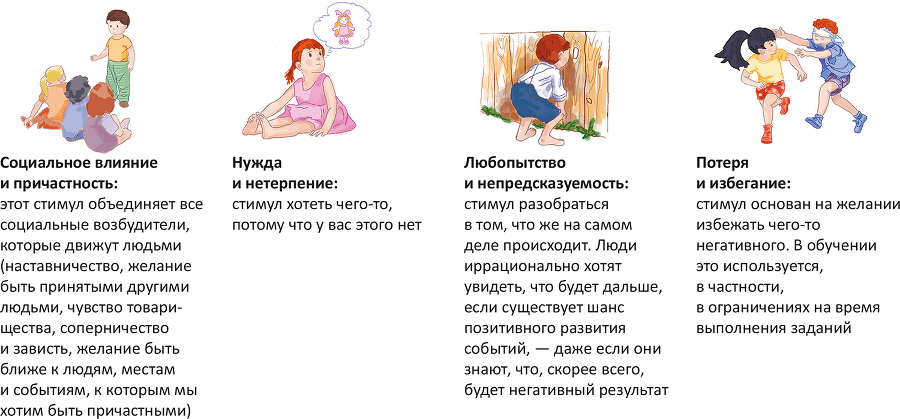 Социальное влияние
и причастность:
этот стимул объединяет все
социальные возбудители,
которые движут людьми
(наставничество, желание
быть принятыми другими
людьми, чувство товари-
щества, соперничество
и зависть, желание быть
ближе к людям, местам
и событиям, к которым мы
хотим быть причастными)
Нужда
и нетерпение:
стимул хотеть чего-то,
потому что у вас этого нет
Любопытство
и непредсказуемость:
стимул разобраться
в том, что же на самом
деле происходит. Люди
иррационально хотят
увидеть, что будет дальше,
если существует шанс
позитивного развития
событий, — даже если они
знают, что, скорее всего,
будет негативный результат
Потеря
и избегание:
стимул основан на желании
избежать чего-то
негативного. В обучении
это используется,
в частности,
в ограничениях на время
выполнения заданий